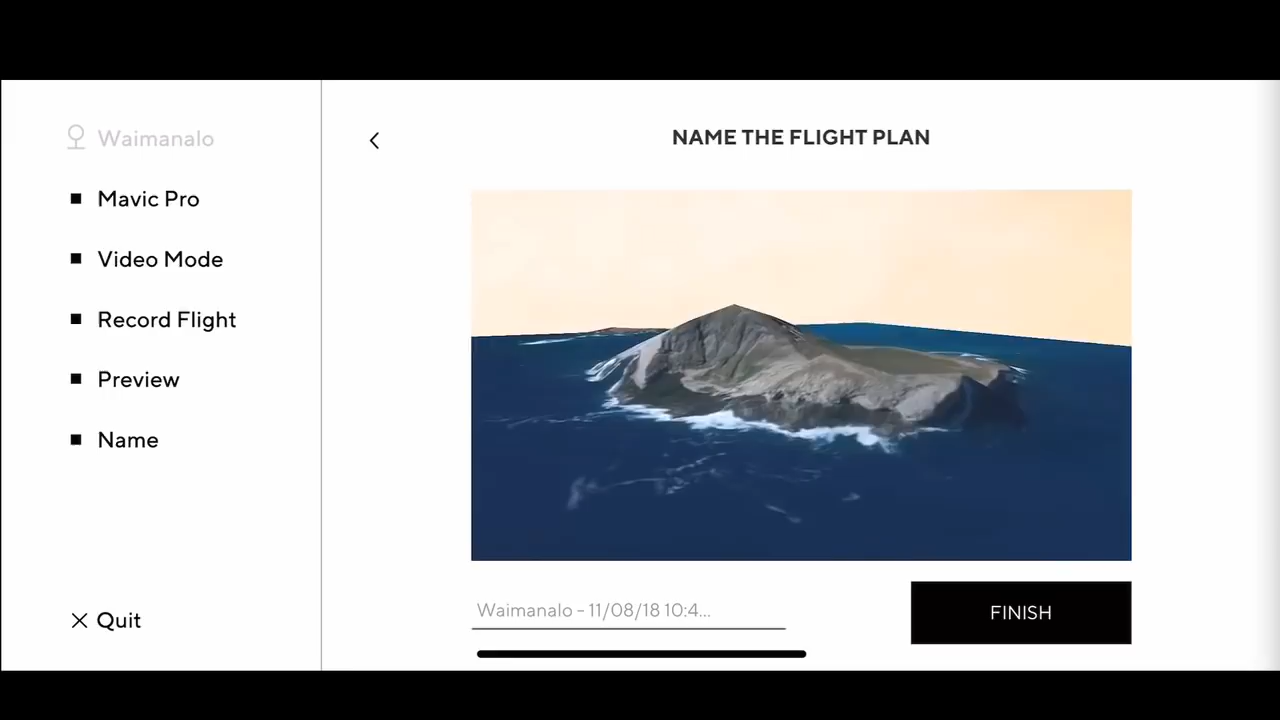 Waimanalo
Mavic Pro
Video Mode
Record Flight
Preview
Name
Quit
NAME THE FLIGHT PLAN
Waimanalo - 11/08/18 10:4...
FINISH